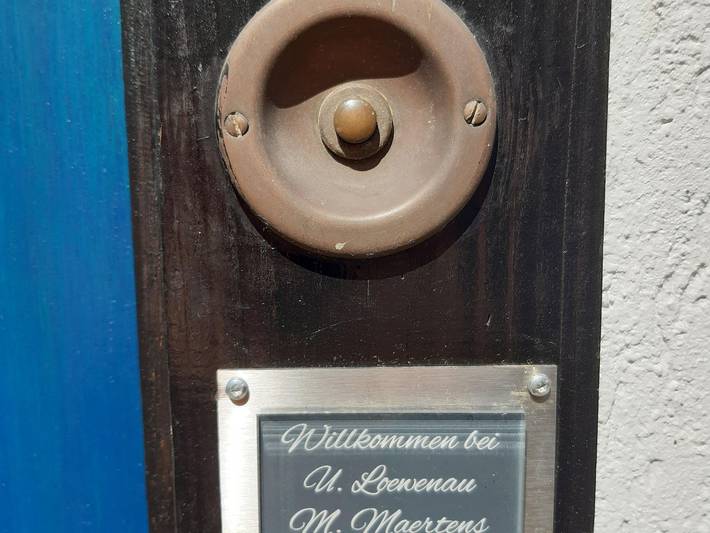 Willkommen bei
U. Loewenau
M. Maertens